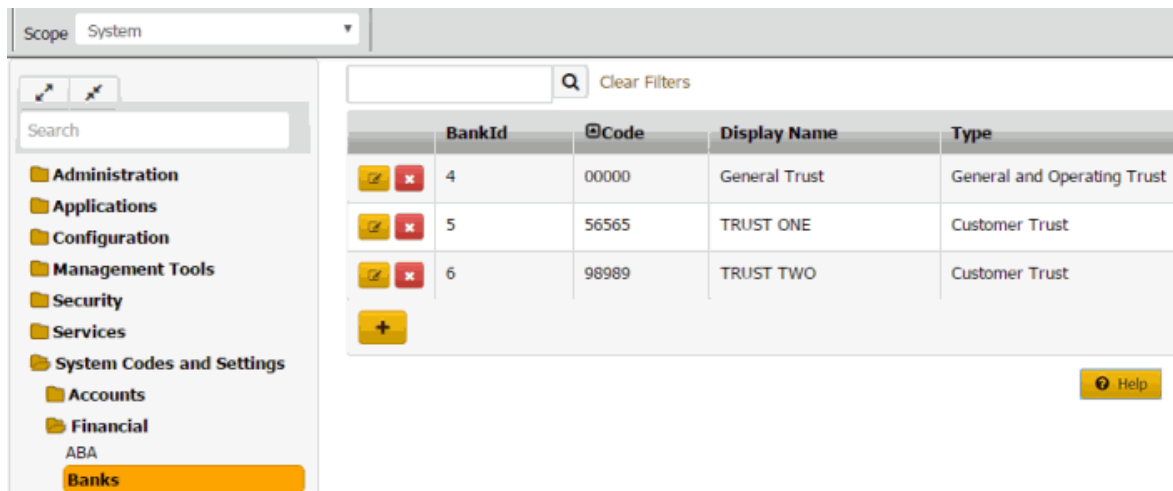 Scope System
Clear Filters
Search
BankId Code Display Name Type
4 00000 General Trust General and Operating Trust
5 56565 TRUST ONE Customer Trust
6 98989 TRUST TWO Customer Trust
+
Help
Administration
Applications
Configuration
Management Tools
Security
Services
System Codes and Settings
Accounts
Financial
ABA
Banks